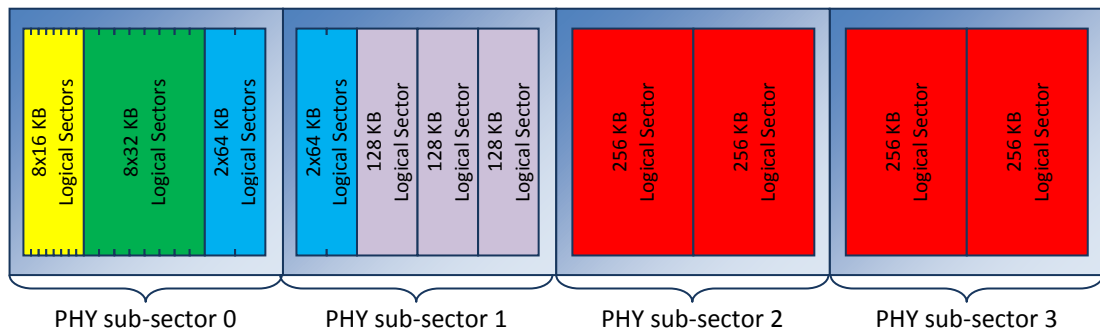 8x16 KB
Logical Sectors
8x32 KB
Logical Sectors
2x64 KB
Logical Sectors
2x64 KB
Logical Sectors
128 KB
Logical Sector
128 KB
Logical Sector
128 KB
Logical Sector
256 KB
Logical Sector
256 KB
Logical Sector
256 KB
Logical Sector
256 KB
Logical Sector
PHY sub-sector 0
PHY sub-sector 1
PHY sub-sector 2
PHY sub-sector 3